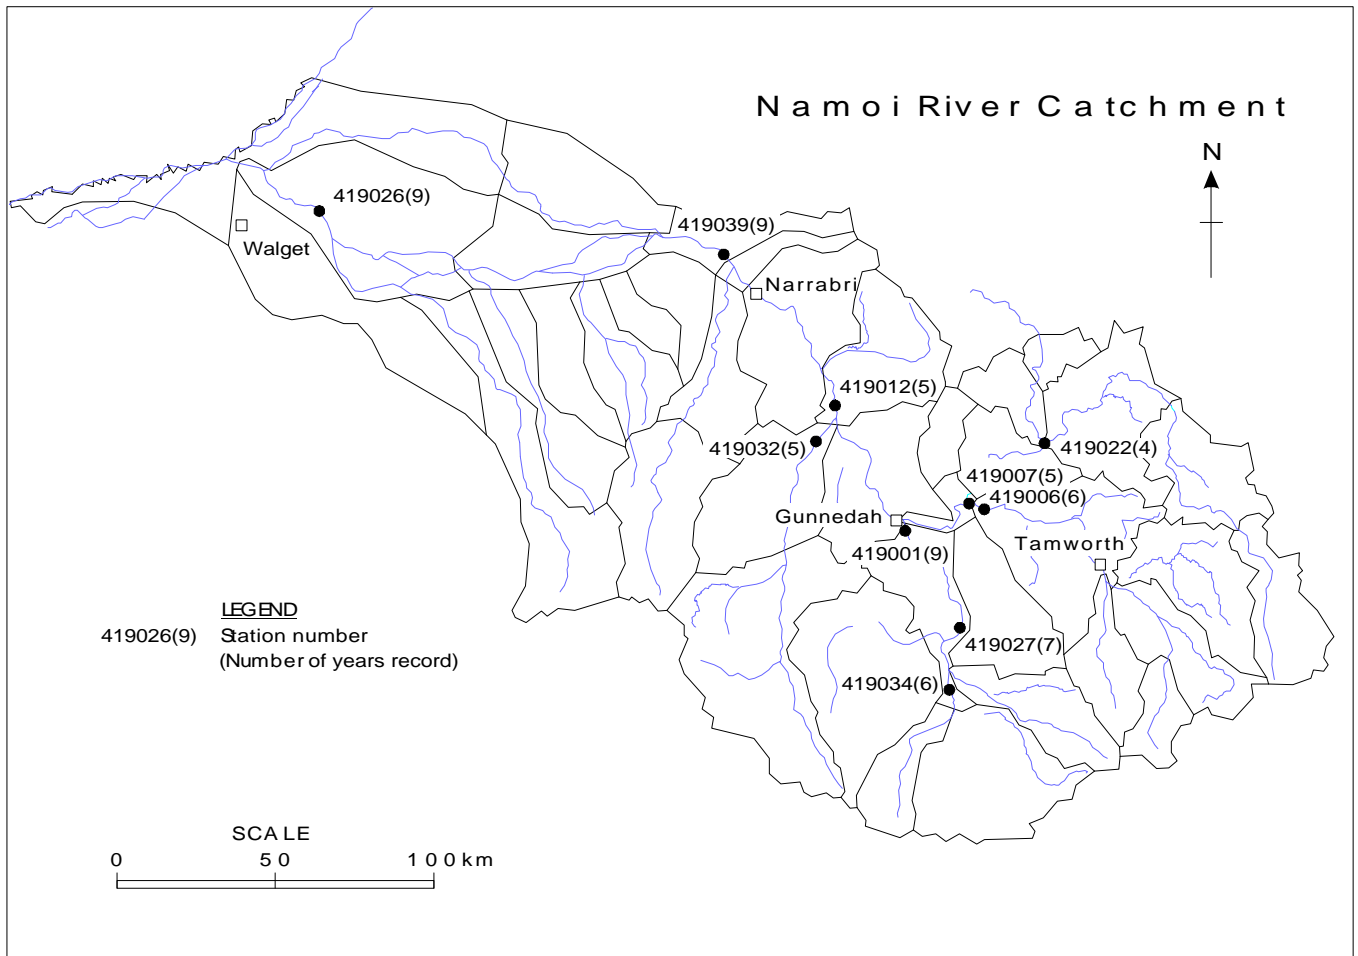 Namoi River Catchment
N
419026(9)
Walget
419039(9)
Narrabri
419012(5)
419032(5)
419022(4)
419007(5)
419006(6)
Gunnedah
419001(9)
Tamworth
419027(7)
419034(6)
LEGEND
419026(9) Station number
(Number of years record)
SCALE
0 50 100km